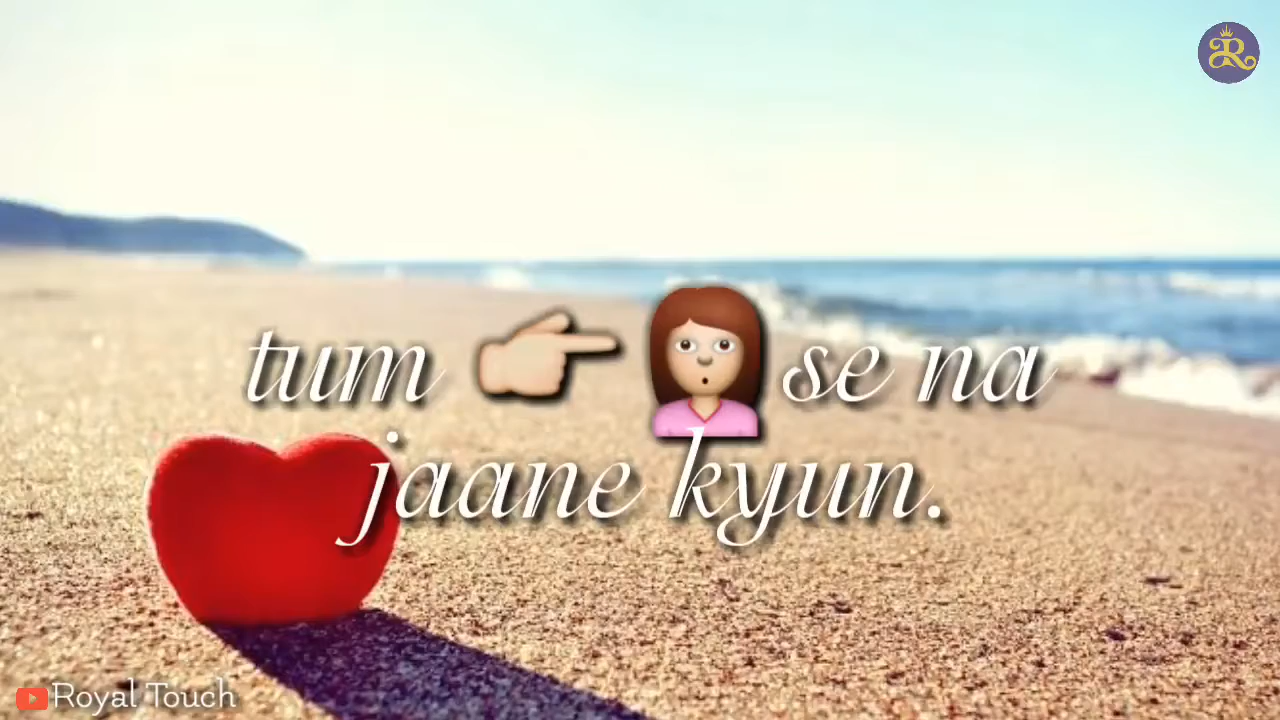 R
tum 👉 🙎 se na
jaane kyun.
Royal Touch